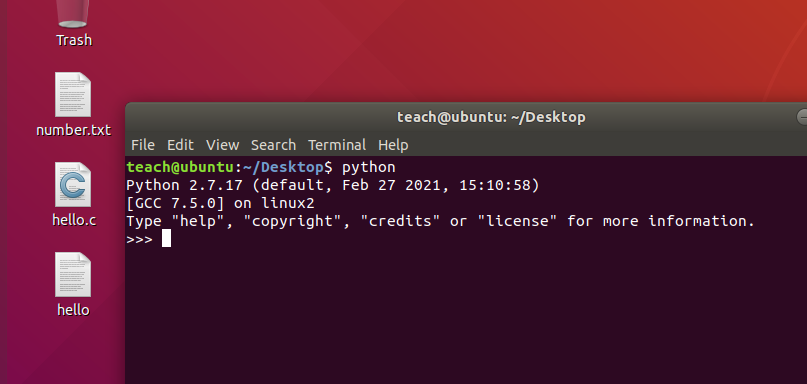 Trash
number.txt
hello.c
hello
teach@ubuntu: ~/Desktop
File Edit View Search Terminal Help
teach@ubuntu:~/Desktop$ python
Python 2.7.17 (default, Feb 27 2021, 15:10:58)
[GCC 7.5.0] on linux2
Type "help", "copyright", "credits" or "license" for more information.
>>>